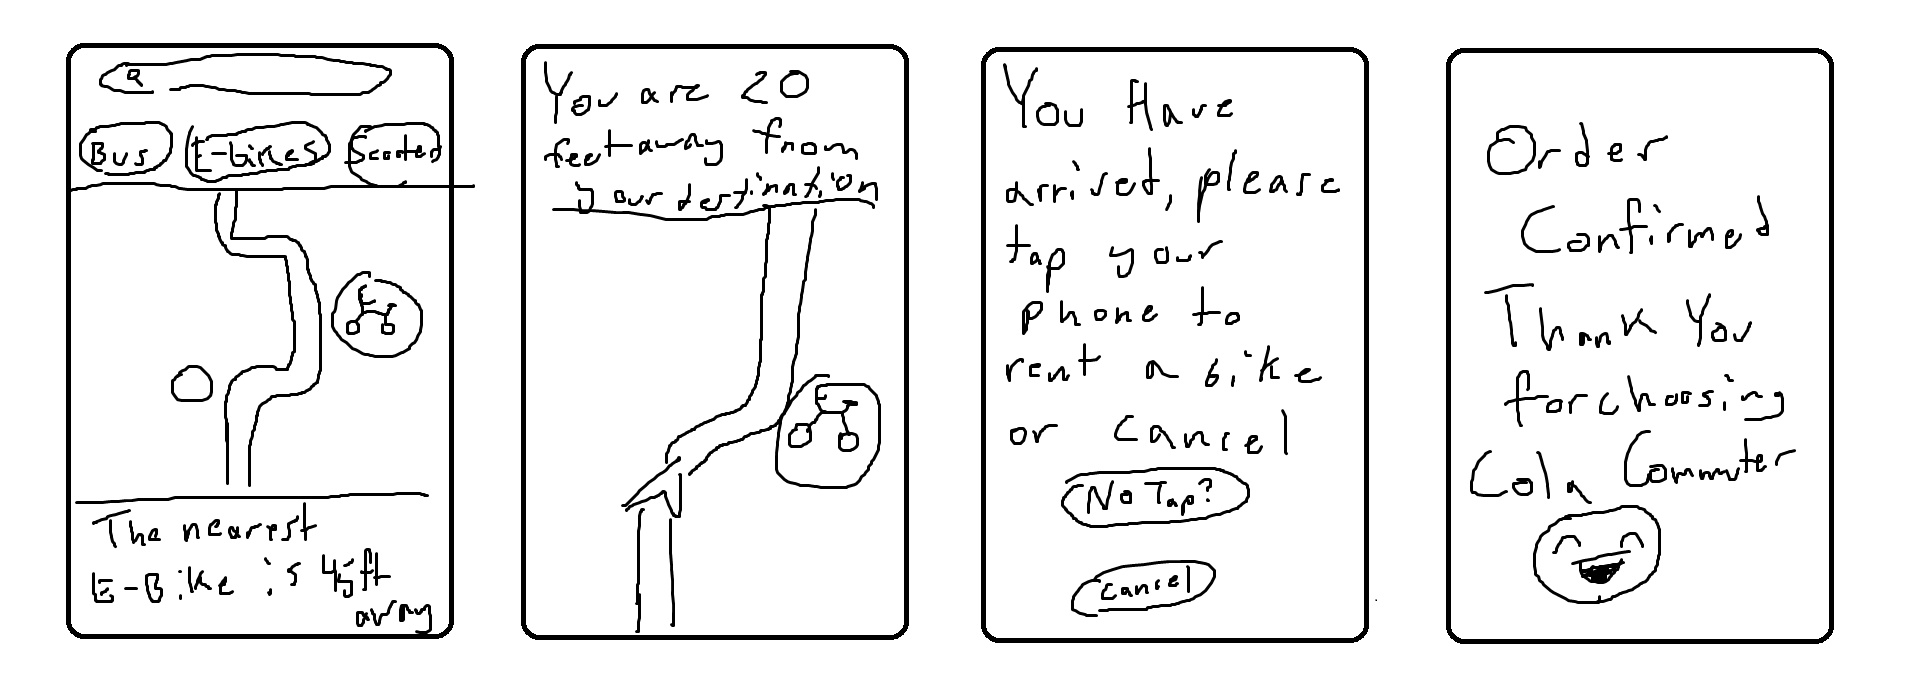 Bus E-bikes Scooter
The nearest
E-Bike is 45ft
away
You are 20
feet away from
your destination
You Have
arrived, please
tap your
phone to
rent a bike
or cancel
No Tap?
cancel
Order
Confirmed
Thank You
for choosing
Cola Commuter